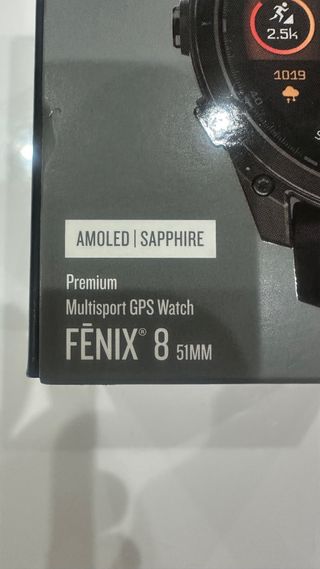 2.5k
1019
AMOLED | SAPPHIRE
Premium
Multisport GPS Watch
FĒNIX® 8 51MM